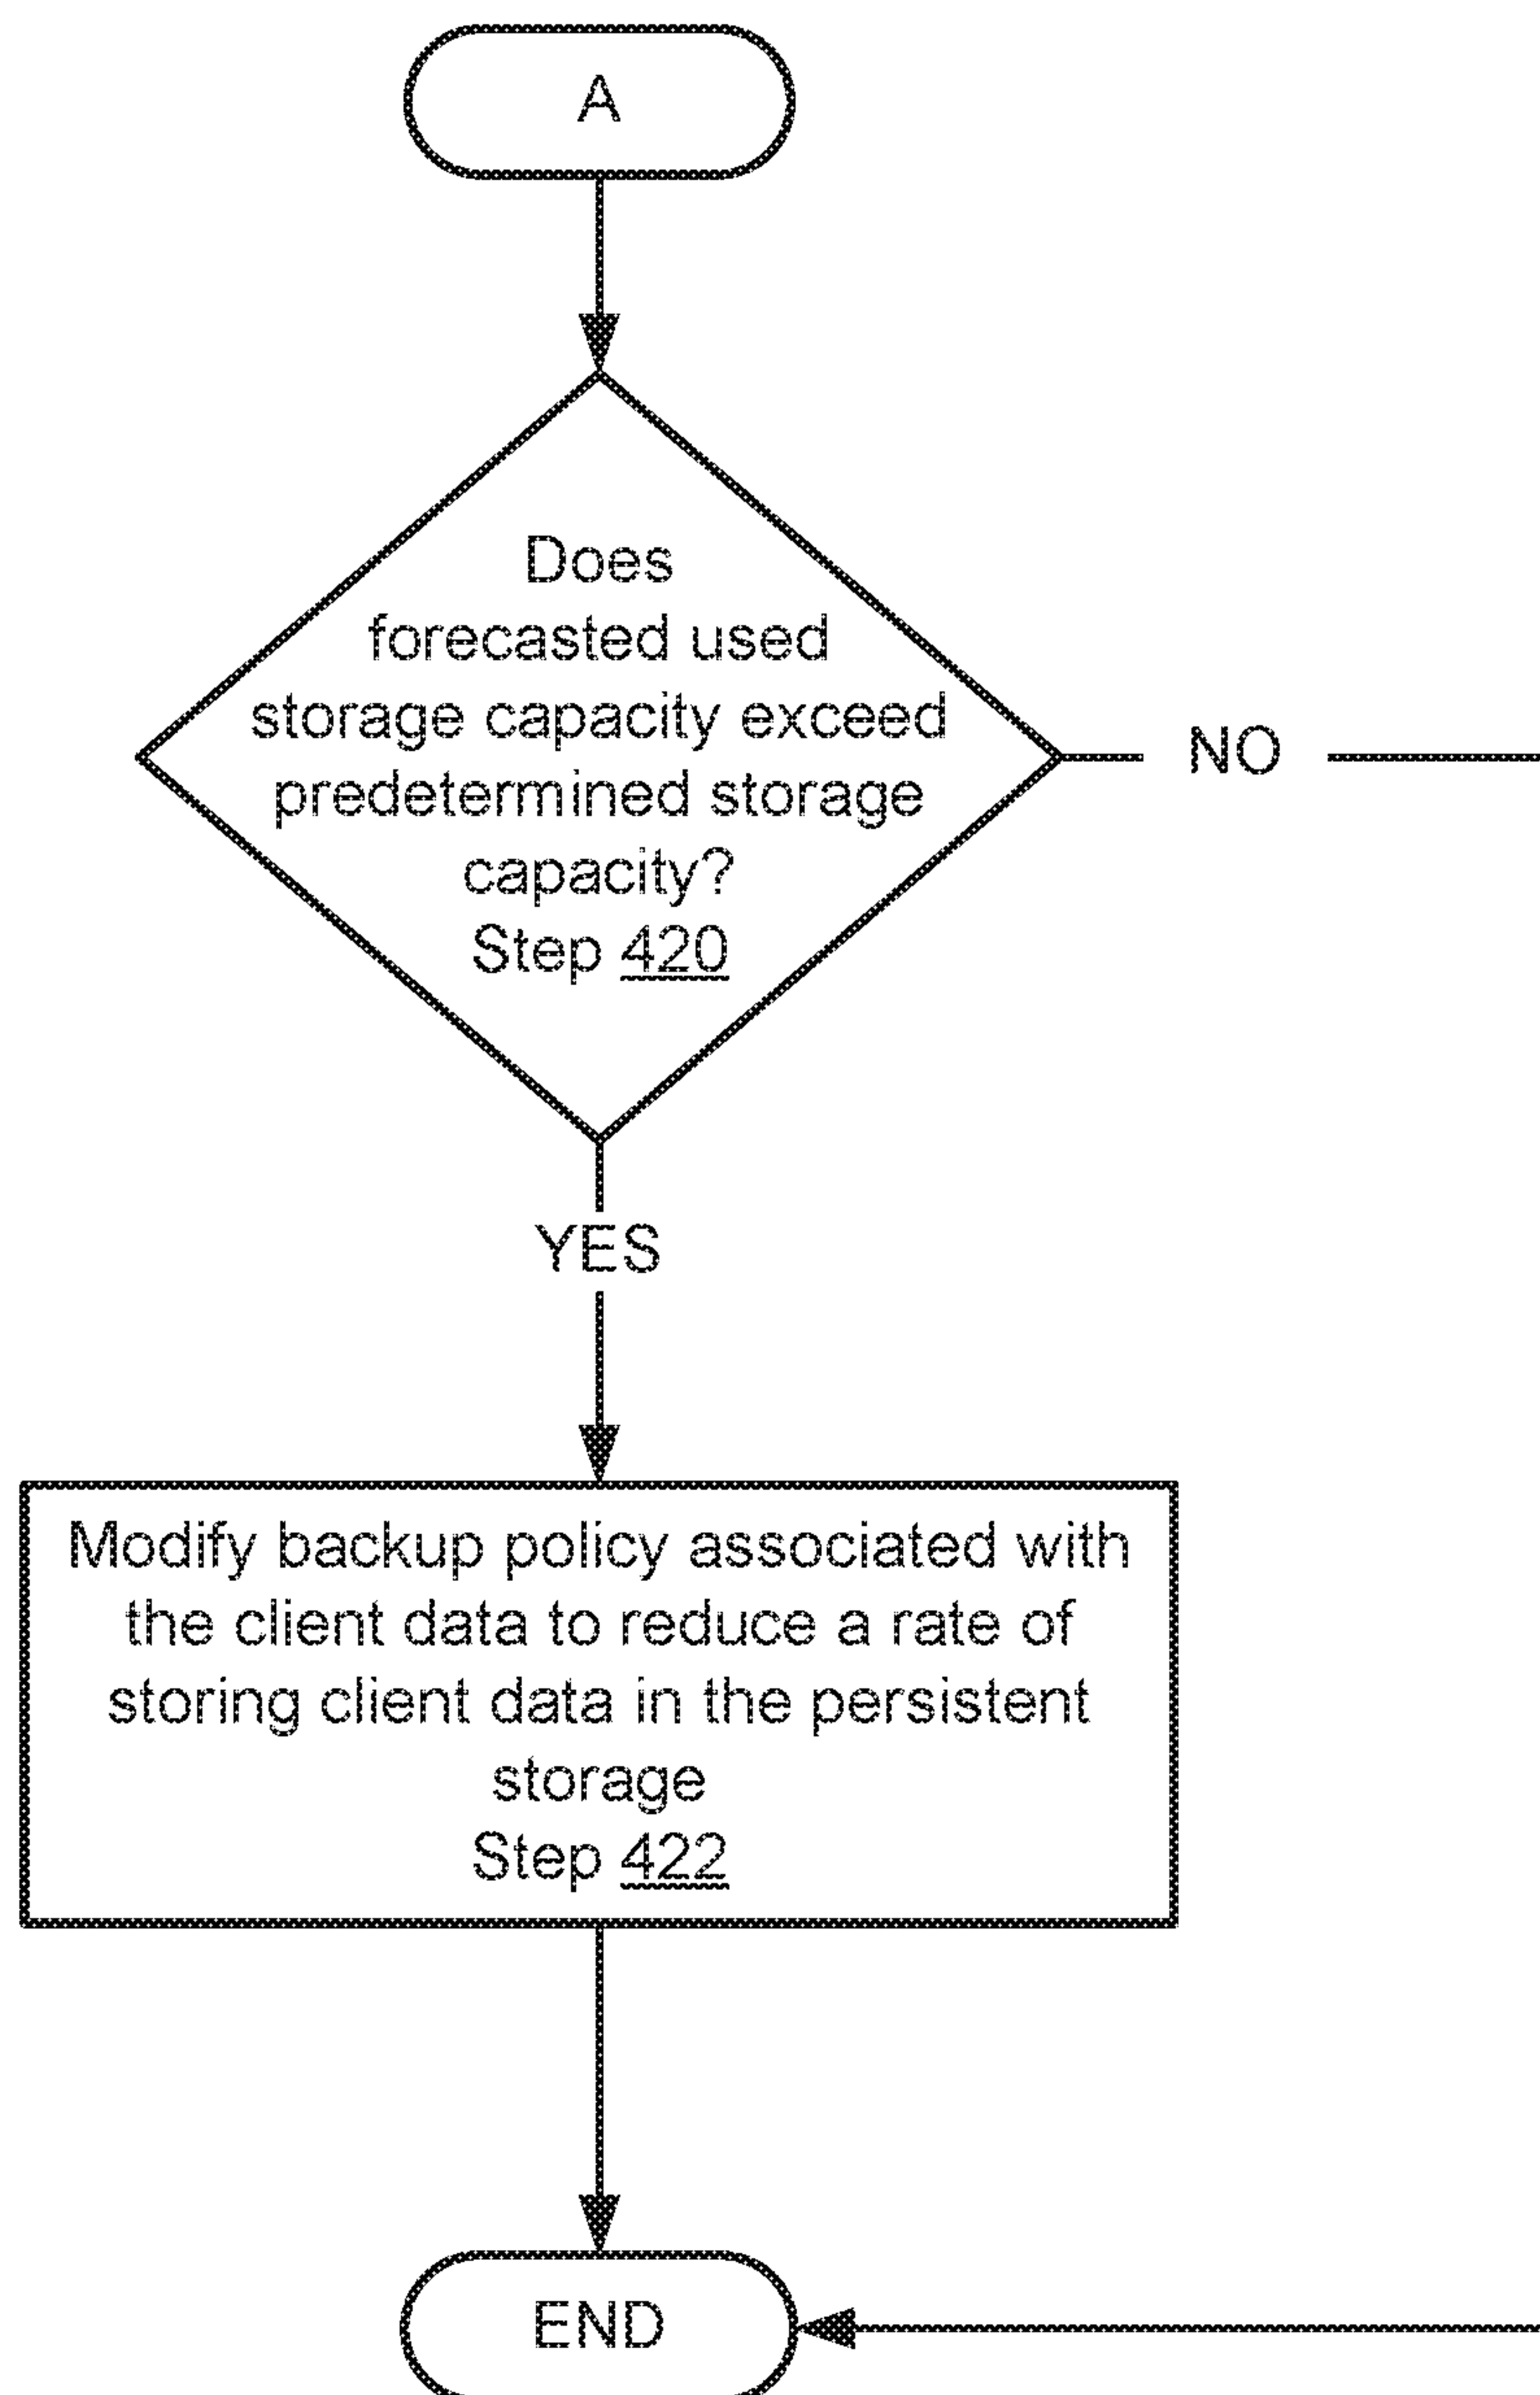 A
Does
forecasted used
storage capacity exceed
predetermined storage
capacity?
Step 420
NO
YES
Modify backup policy associated with
the client data to reduce a rate of
storing client data in the persistent
storage
Step 422
END